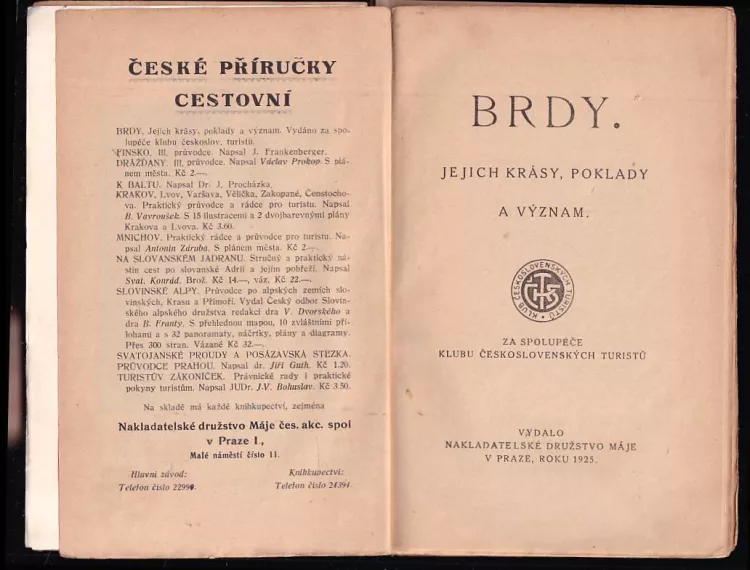 ČESKÉ PŘÍRUČKY
CESTOVNÍ
BRDY. Jejich krásy, poklady a význam. Vydáno za spo-
lupéče klubu českoslov. turistů.
FINSKO, III. průvodce. Napsal J. Frankenberger.
DRÁŽĎANY. III. průvodce. Napsal Václav Prokop. S plá-
nem města. Kč 2.—.
K BALTU. Napsal Dr. J. Procházka.
KRAKOV, Lvov, Varšava, Vělička, Zakopané, Čenstocho-
va. Praktický průvodce a rádce pro turistu. Napsal
B. Vavroušek. S 15 ilustracemi a 2 dvojbarevnými plány
Krakova a Lvova. Kč 3.60.
MNICHOV. Praktický rádce a průvodce pro turistu. Na-
psal Antonín Záruba. S plánem města. Kč 2.—.
NA SLOVANSKÉM JADRANU. Stručný a praktický ná-
stin cest po slovanské Adrii a jejím pobřeží. Napsal
Svat. Konrád. Brož. Kč 14.—, váz. Kč 22.—.
SLOVINSKÉ ALPY. Průvodce po alpských zemích slo-
vinských, Krasu a Přímoří. Vydal Český odbor Slovin-
ského alpského družstva redakcí dra V. Dvorského a
dra B. Franty. S přehlednou mapou, 10 zvláštními pří-
lohami a s 32 panoramaty, náčrtky, plány a diagramy.
Přes 300 stran. Vázané Kč 32.—.
SVATOJANSKÉ PROUDY A POSÁZAVSKÁ STEZKA.
PRŮVODCE PRAHOU. Napsal dr. Jiří Guth. Kč 1.20.
TURISTŮV ZÁKONÍČEK. Právnické rady i praktické
pokyny turistům. Napsal JUDr. J.V. Bohuslav. Kč 3.50.
Na skladě má každé knihkupectví, zejména
Nakladatelské družstvo Máje čes. akc. spol
v Praze I.,
Malé náměstí číslo 11.
Hlavní závod:
Telefon číslo 22994.
Knihkupectví:
Telefon číslo 24394.
BRDY.
JEJICH KRÁSY, POKLADY
A VÝZNAM.
KLUB ČESKOSLOVENSKÝCH TURISTŮ
ZA SPOLUPÉČE
KLUBU ČESKOSLOVENSKÝCH TURISTŮ
VYDALO
NAKLADATELSKÉ DRUŽSTVO MÁJE
V PRAZE, ROKU 1925.